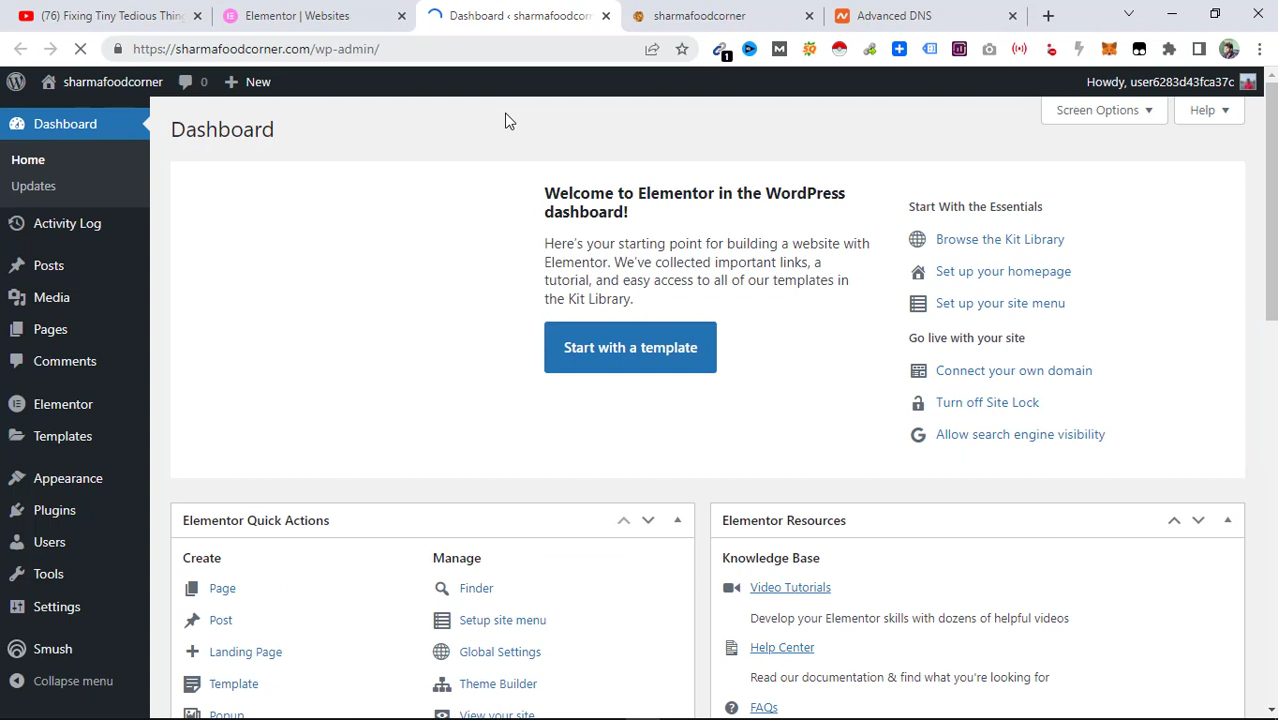 (76) Fixing Tiny Tedious Thing
Elementor | Websites
Dashboard ‹ sharmafoodcorn
sharmafoodcorner
Advanced DNS
https://sharmafoodcorner.com/wp-admin/
1
sharmafoodcorner
0
New
Howdy, user6283d43fca37c
Dashboard
Home
Updates
Activity Log
Posts
Media
Pages
Comments
Elementor
Templates
Appearance
Plugins
Users
Tools
Settings
Smush
Collapse menu
Dashboard
Screen Options
Help
Welcome to Elementor in the WordPress
dashboard!
Here's your starting point for building a website with
Elementor. We've collected important links, a
tutorial, and easy access to all of our templates in
the Kit Library.
Start with a template
Start With the Essentials
Browse the Kit Library
Set up your homepage
Set up your site menu
Go live with your site
Connect your own domain
Turn off Site Lock
Allow search engine visibility
Elementor Quick Actions
Create
Page
Post
Landing Page
Template
Popup
Manage
Finder
Setup site menu
Global Settings
Theme Builder
View your site
Elementor Resources
Knowledge Base
Video Tutorials
Develop your Elementor skills with dozens of helpful videos
Help Center
Read our documentation & find what you're looking for
FAQs